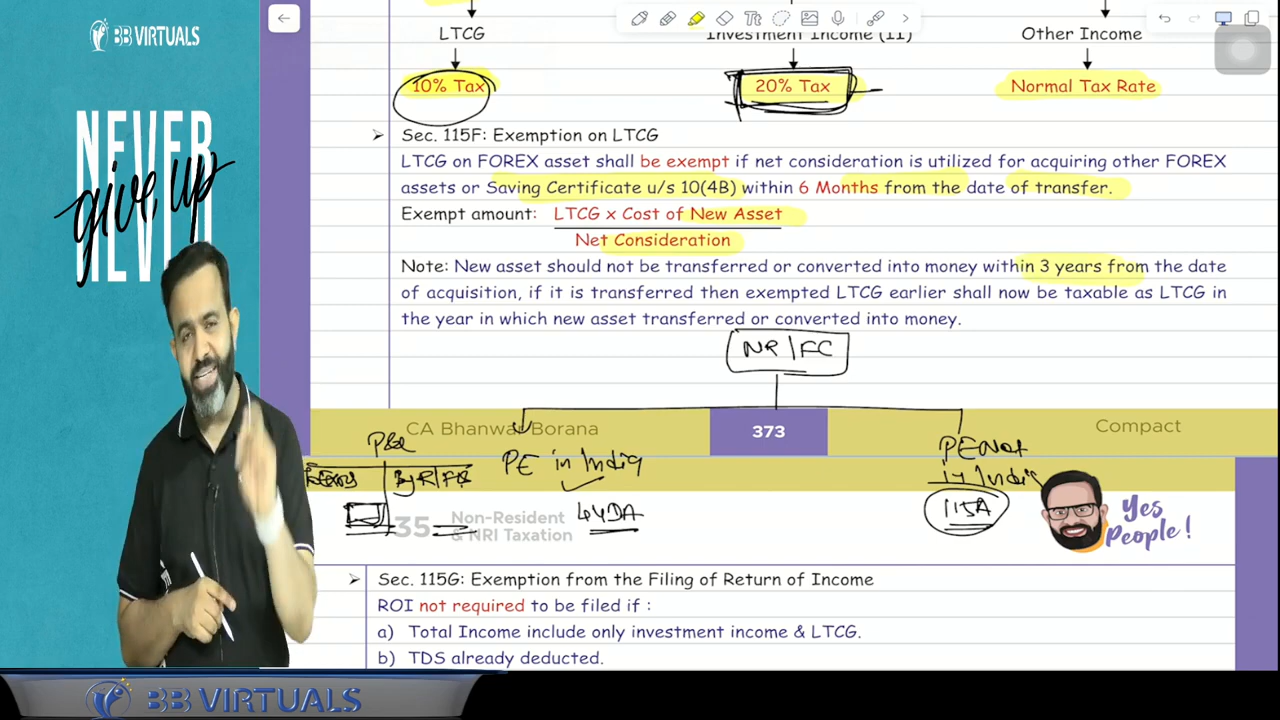 BB VIRTUALS
NEVER
give up
NEVER
LTCG
Investment Income (11)
Other Income
10% Tax
20% Tax
Normal Tax Rate
➤ Sec. 115F: Exemption on LTCG
LTCG on FOREX asset shall be exempt if net consideration is utilized for acquiring other FOREX
assets or Saving Certificate u/s 10(4B) within 6 Months from the date of transfer.
Exempt amount: LTCG x Cost of New Asset
Net Consideration
Note: New asset should not be transferred or converted into money within 3 years from the date
of acquisition, if it is transferred then exempted LTCG earlier shall now be taxable as LTCG in
the year in which new asset transferred or converted into money.
NR | FC
CA Bhanwar Borana
373
Compact
PE in India
PE Not
in India
By R/FTS
44DA
115A
35
Non-Resident
& NRI Taxation
Yes
People !
➤ Sec. 115G: Exemption from the Filing of Return of Income
ROI not required to be filed if :
a) Total Income include only investment income & LTCG.
b) TDS already deducted.
BB VIRTUALS